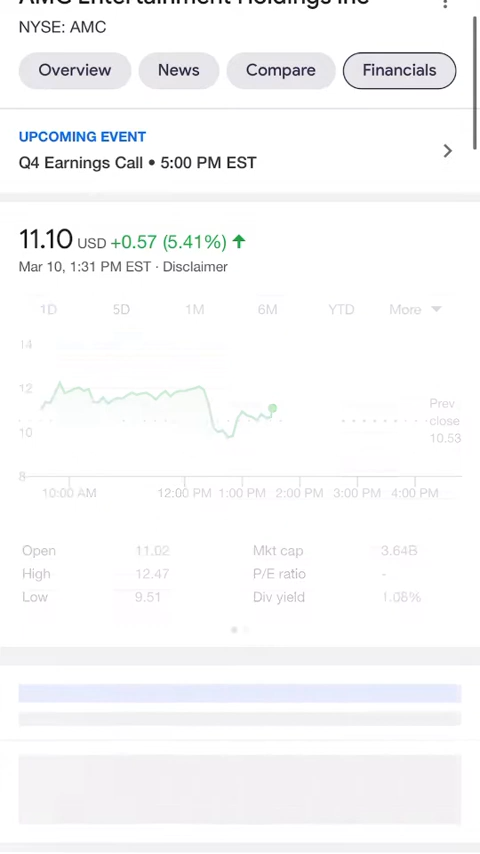 AMC Entertainment Holdings Inc
NYSE: AMC
Overview News Compare Financials
UPCOMING EVENT
Q4 Earnings Call • 5:00 PM EST
11.10 USD +0.57 (5.41%) ↑
Mar 10, 1:31 PM EST · Disclaimer
1D 5D 1M 6M YTD More
14
12
10
8
Prev
close
10.53
10:00 AM 12:00 PM 1:00 PM 2:00 PM 3:00 PM 4:00 PM
Open 11.02 Mkt cap 3.64B
High 12.47 P/E ratio -
Low 9.51 Div yield 1.08%